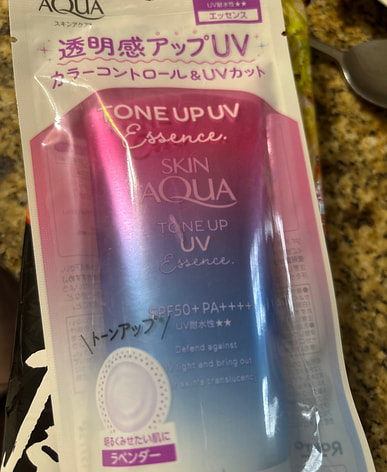 AQUA
スキンアクア
UV耐水性★★
エッセンス
透明感アップUV
カラーコントロール&UVカット
TONE UP UV
Essence.
SKIN
AQUA
TONE UP
UV
Essence.
SPF50+ PA++++
UV耐水性★★
トーンアップ
Defend against
light and bring out
skin's translucency
明るくみせたい肌に
ラベンダー